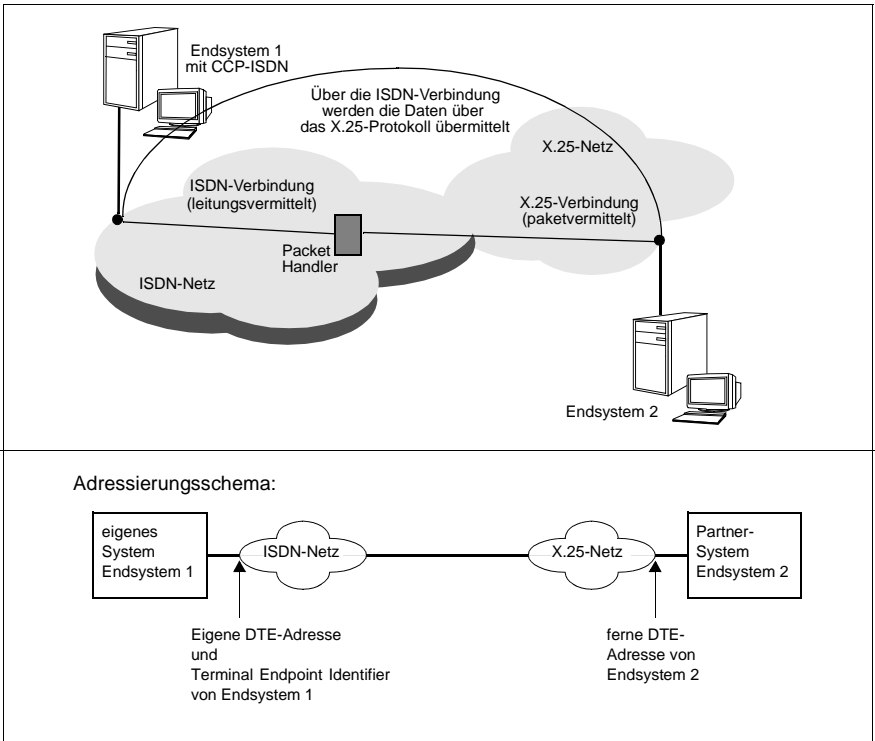 Endsystem 1
mit CCP-ISDN
Über die ISDN-Verbindung
werden die Daten über
das X.25-Protokoll übermittelt
X.25-Netz
ISDN-Verbindung
(leitungsvermittelt)
X.25-Verbindung
(paketvermittelt)
Packet
Handler
ISDN-Netz
Endsystem 2
Adressierungsschema:
eigenes
System
Endsystem 1
ISDN-Netz
X.25-Netz
Partner-
System
Endsystem 2
Eigene DTE-Adresse
und
Terminal Endpoint Identifier
von Endsystem 1
ferne DTE-
Adresse von
Endsystem 2